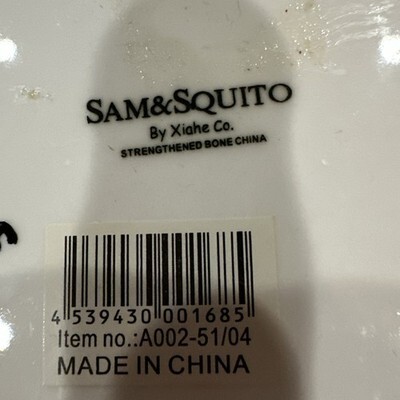 SAM&SQUITO
By Xiahe Co.
STRENGTHENED BONE CHINA
4 539430 001685
Item no.:A002-51/04
MADE IN CHINA